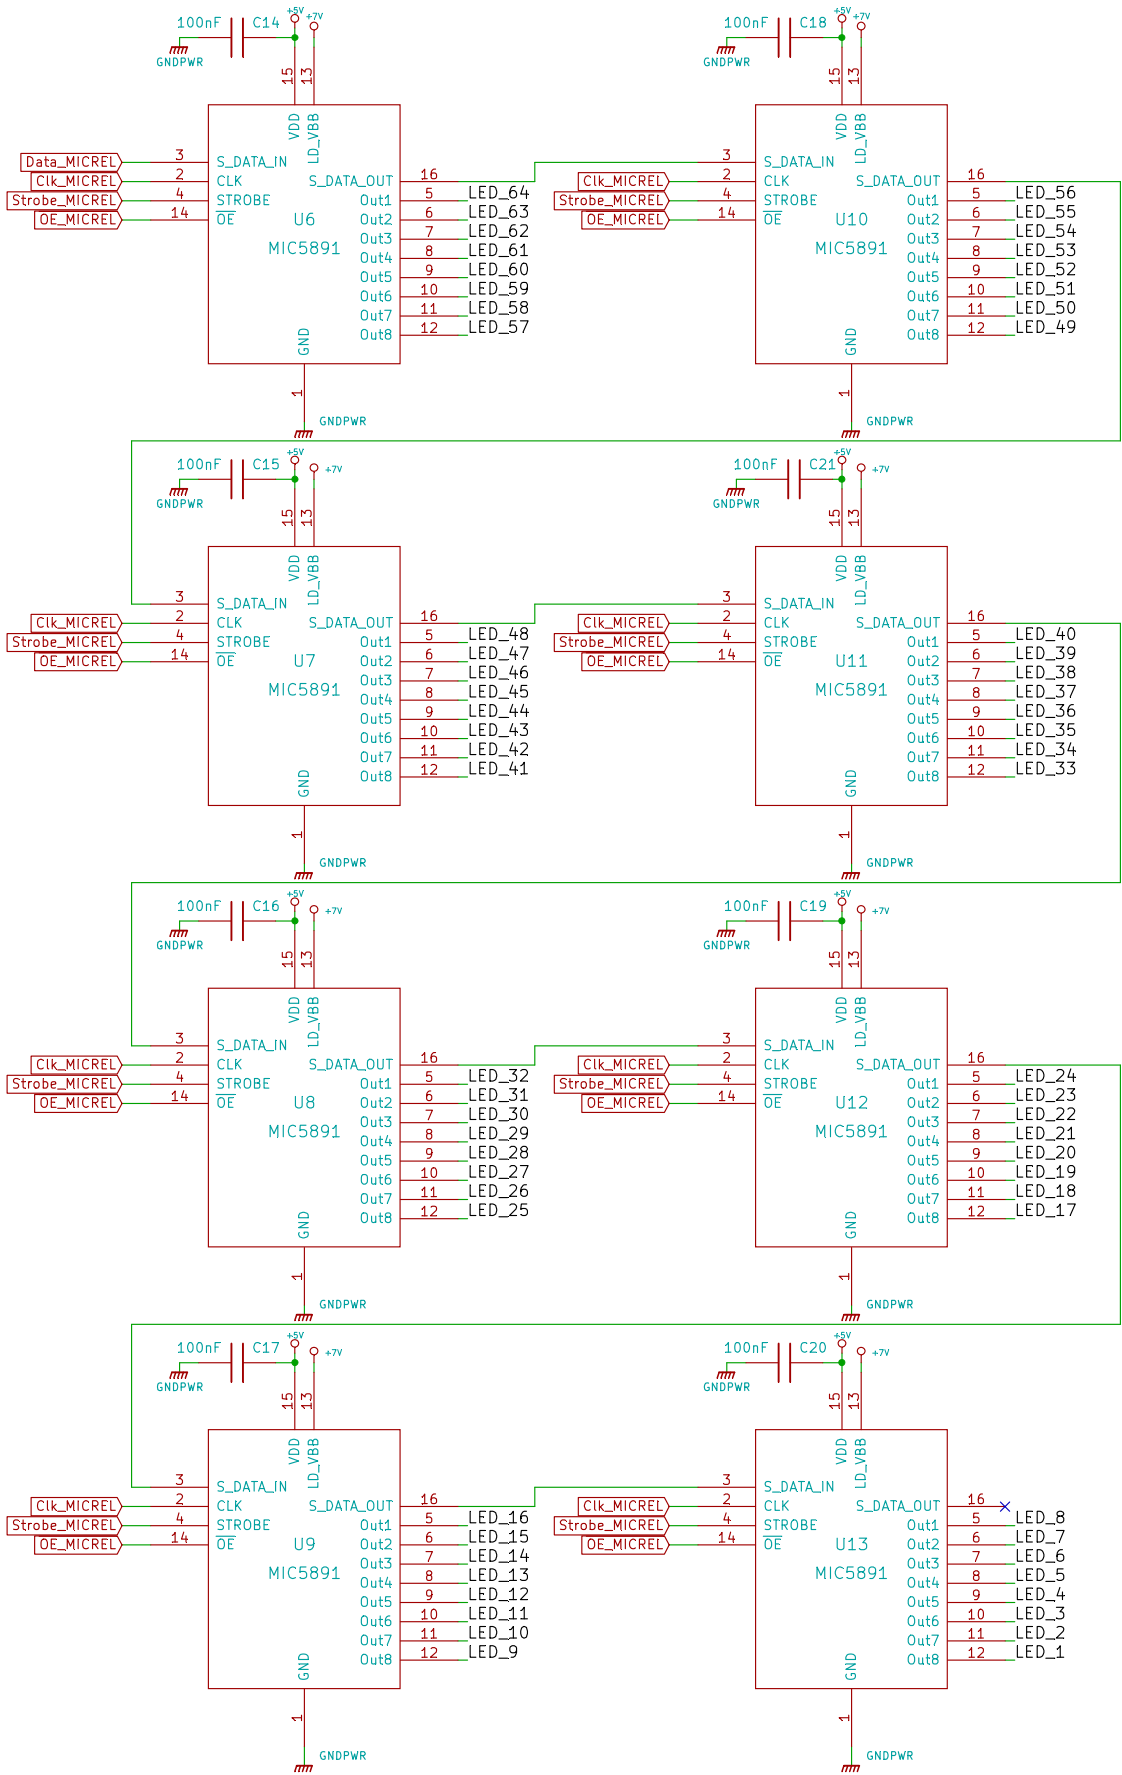 100nF C14 +5V +7V
GNDPWR
15 13
VDD LD_VBB
Data_MICREL 3 S_DATA_IN
Clk_MICREL 2 CLK S_DATA_OUT 16
Strobe_MICREL 4 STROBE Out1 5 LED_64
OE_MICREL 14 OE U6 Out2 6 LED_63
Out3 7 LED_62
MIC5891 Out4 8 LED_61
Out5 9 LED_60
Out6 10 LED_59
Out7 11 LED_58
Out8 12 LED_57
GND
1
GNDPWR
100nF C18 +5V +7V
GNDPWR
15 13
VDD LD_VBB
3 S_DATA_IN
Clk_MICREL 2 CLK S_DATA_OUT 16
Strobe_MICREL 4 STROBE Out1 5 LED_56
OE_MICREL 14 OE U10 Out2 6 LED_55
Out3 7 LED_54
MIC5891 Out4 8 LED_53
Out5 9 LED_52
Out6 10 LED_51
Out7 11 LED_50
Out8 12 LED_49
GND
1
GNDPWR
100nF C15 +5V +7V
GNDPWR
15 13
VDD LD_VBB
3 S_DATA_IN
Clk_MICREL 2 CLK S_DATA_OUT 16
Strobe_MICREL 4 STROBE Out1 5 LED_48
OE_MICREL 14 OE U7 Out2 6 LED_47
Out3 7 LED_46
MIC5891 Out4 8 LED_45
Out5 9 LED_44
Out6 10 LED_43
Out7 11 LED_42
Out8 12 LED_41
GND
1
GNDPWR
100nF C21 +5V +7V
GNDPWR
15 13
VDD LD_VBB
3 S_DATA_IN
Clk_MICREL 2 CLK S_DATA_OUT 16
Strobe_MICREL 4 STROBE Out1 5 LED_40
OE_MICREL 14 OE U11 Out2 6 LED_39
Out3 7 LED_38
MIC5891 Out4 8 LED_37
Out5 9 LED_36
Out6 10 LED_35
Out7 11 LED_34
Out8 12 LED_33
GND
1
GNDPWR
100nF C16 +5V +7V
GNDPWR
15 13
VDD LD_VBB
3 S_DATA_IN
Clk_MICREL 2 CLK S_DATA_OUT 16
Strobe_MICREL 4 STROBE Out1 5 LED_32
OE_MICREL 14 OE U8 Out2 6 LED_31
Out3 7 LED_30
MIC5891 Out4 8 LED_29
Out5 9 LED_28
Out6 10 LED_27
Out7 11 LED_26
Out8 12 LED_25
GND
1
GNDPWR
100nF C19 +5V +7V
GNDPWR
15 13
VDD LD_VBB
3 S_DATA_IN
Clk_MICREL 2 CLK S_DATA_OUT 16
Strobe_MICREL 4 STROBE Out1 5 LED_24
OE_MICREL 14 OE U12 Out2 6 LED_23
Out3 7 LED_22
MIC5891 Out4 8 LED_21
Out5 9 LED_20
Out6 10 LED_19
Out7 11 LED_18
Out8 12 LED_17
GND
1
GNDPWR
100nF C17 +5V +7V
GNDPWR
15 13
VDD LD_VBB
3 S_DATA_IN
Clk_MICREL 2 CLK S_DATA_OUT 16
Strobe_MICREL 4 STROBE Out1 5 LED_16
OE_MICREL 14 OE U9 Out2 6 LED_15
Out3 7 LED_14
MIC5891 Out4 8 LED_13
Out5 9 LED_12
Out6 10 LED_11
Out7 11 LED_10
Out8 12 LED_9
GND
1
GNDPWR
100nF C20 +5V +7V
GNDPWR
15 13
VDD LD_VBB
3 S_DATA_IN
Clk_MICREL 2 CLK S_DATA_OUT 16
Strobe_MICREL 4 STROBE Out1 5 LED_8
OE_MICREL 14 OE U13 Out2 6 LED_7
Out3 7 LED_6
MIC5891 Out4 8 LED_5
Out5 9 LED_4
Out6 10 LED_3
Out7 11 LED_2
Out8 12 LED_1
GND
1
GNDPWR